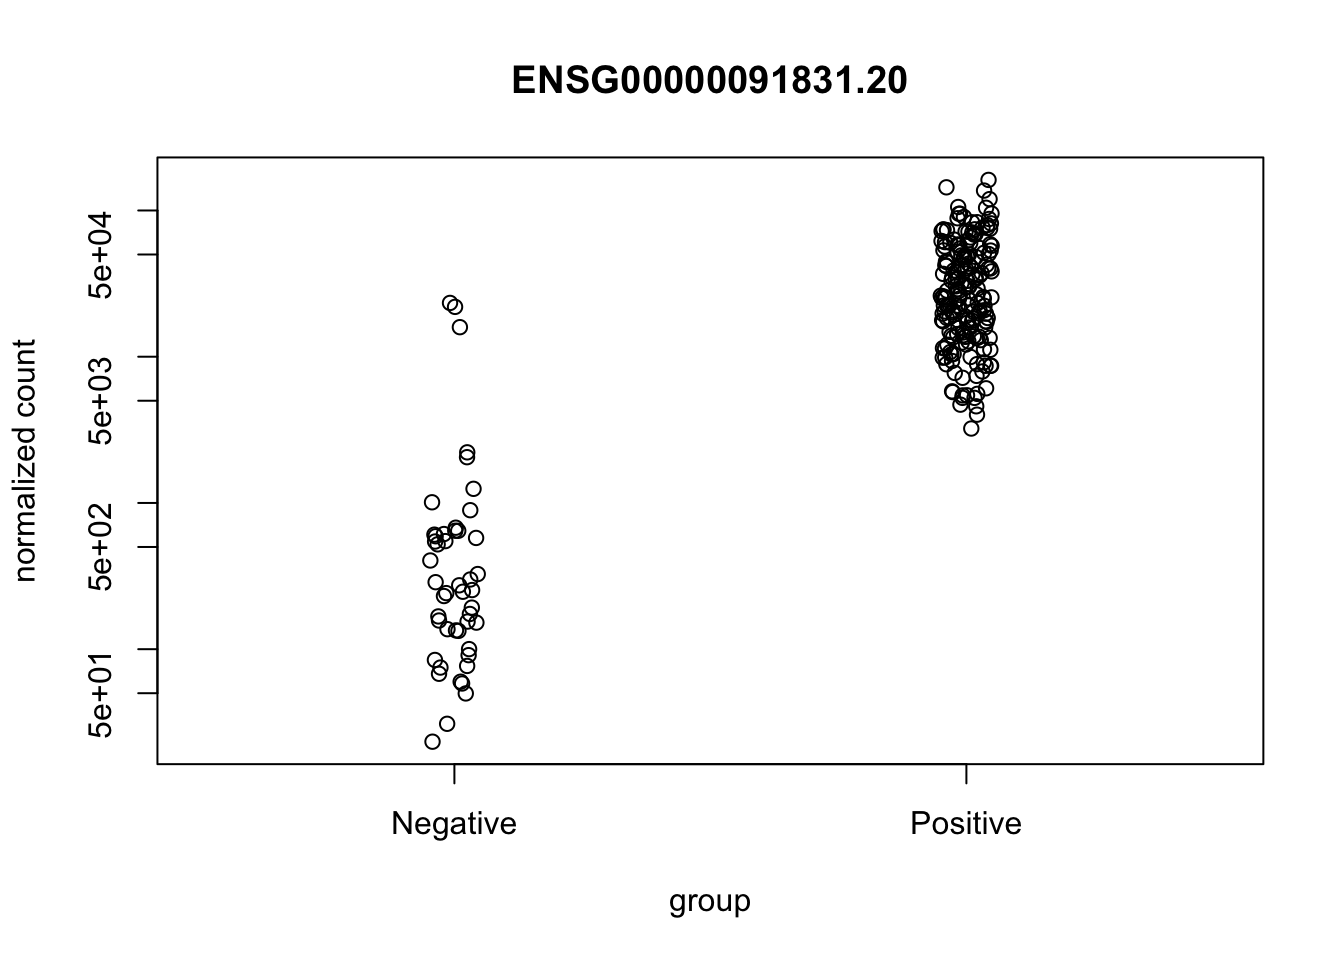 ENSG00000091831.20
normalized count
5e+04
5e+03
5e+02
5e+01
Negative
Positive
group